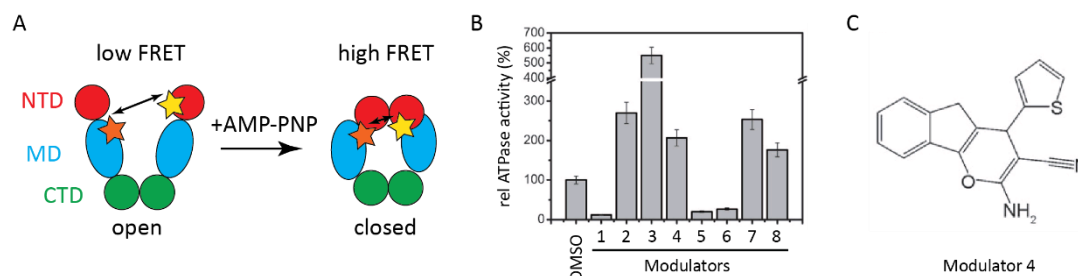 A
low FRET
high FRET
NTD
MD
CTD
+AMP-PNP
open
closed
B
rel ATPase activity (%)
700
600
500
400
300
200
100
0
DMSO
1 2 3 4 5 6 7 8
Modulators
C
S
O
NH2
Modulator 4